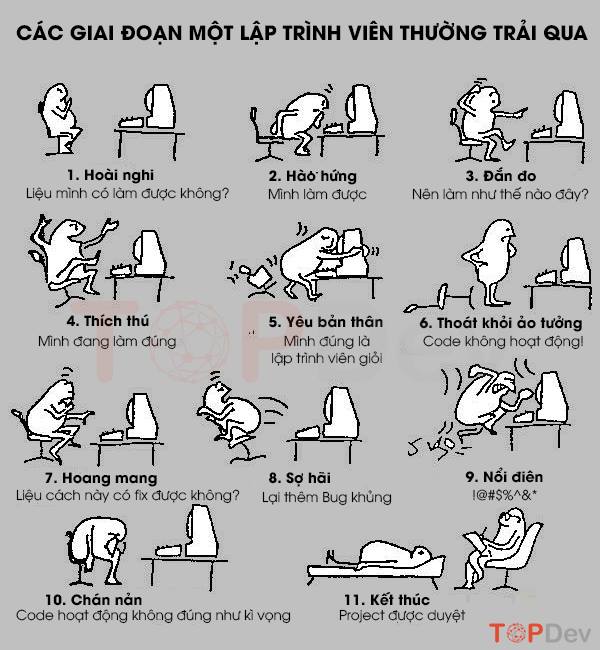 CÁC GIAI ĐOẠN MỘT LẬP TRÌNH VIÊN THƯỜNG TRẢI QUA
1. Hoài nghi
Liệu mình có làm được không?
2. Hào hứng
Mình làm được
3. Đắn đo
Nên làm như thế nào đây?
4. Thích thú
Mình đang làm đúng
5. Yêu bản thân
Mình đúng là
lập trình viên giỏi
6. Thoát khỏi ảo tưởng
Code không hoạt động!
7. Hoang mang
Liệu cách này có fix được không?
8. Sợ hãi
Lại thêm Bug khủng
9. Nổi điên
!@#$%^&*
10. Chán nản
Code hoạt động không đúng như kì vọng
11. Kết thúc
Project được duyệt
TOPDev
TOPDev